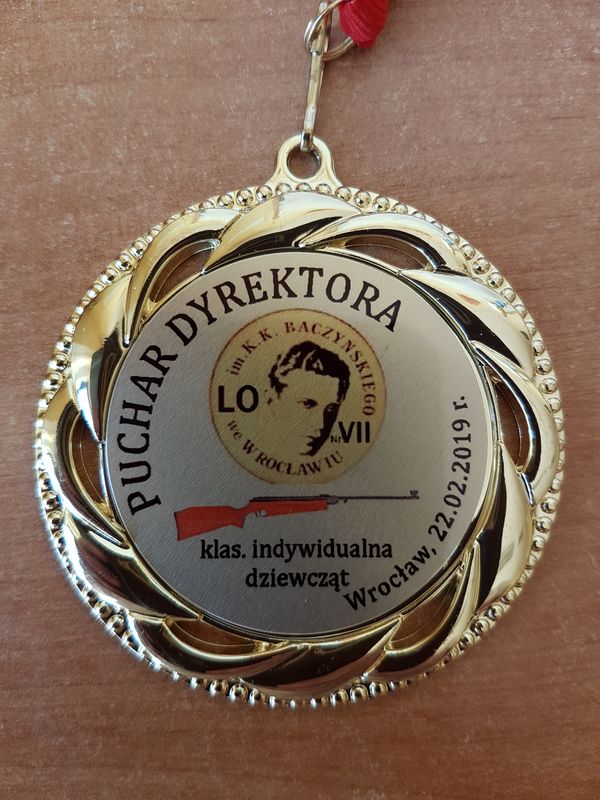 PUCHAR DYREKTORA
im. K.K. BACZYŃSKIEGO
LO Nr VII
we WROCŁAWIU
klas. indywidualna
dziewcząt
Wrocław, 22.02.2019 r.